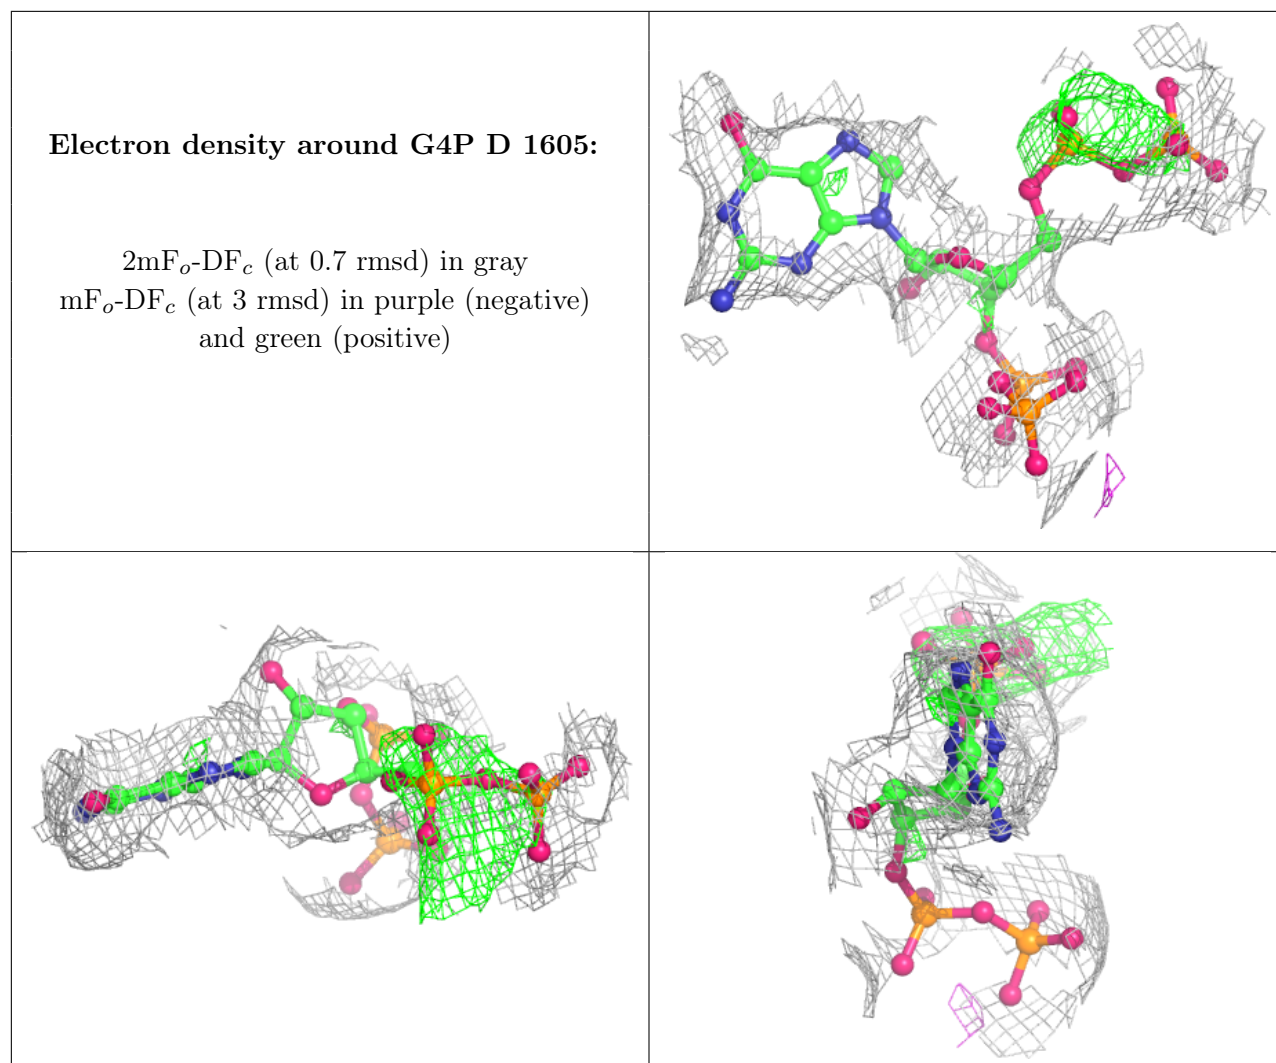 Electron density around G4P D 1605:
2mFo-DFc (at 0.7 rmsd) in gray
mFo-DFc (at 3 rmsd) in purple (negative)
and green (positive)